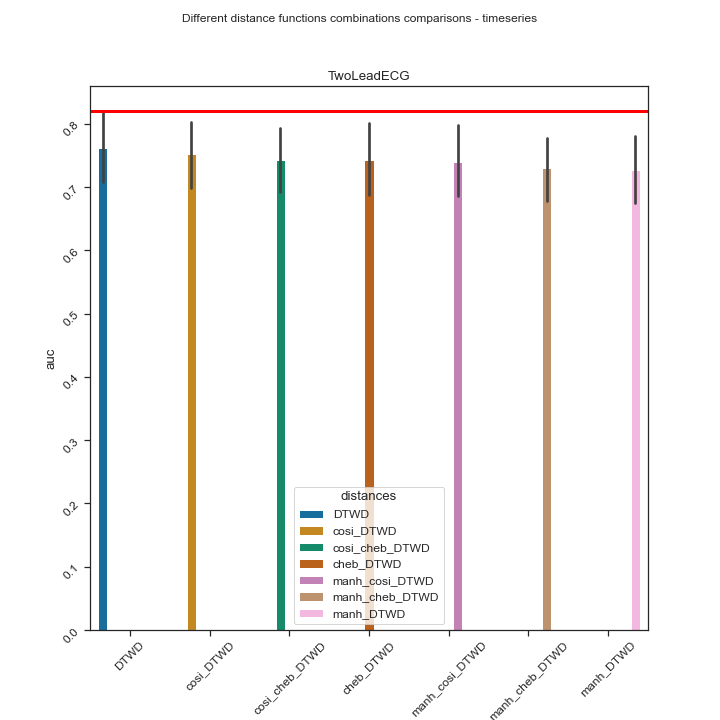 Different distance functions combinations comparisons - timeseries
TwoLeadECG
0.8
0.7
0.6
0.5
0.4
0.3
0.2
0.1
0.0
auc
distances
DTWD
cosi_DTWD
cosi_cheb_DTWD
cheb_DTWD
manh_cosi_DTWD
manh_cheb_DTWD
manh_DTWD
DTWD
cosi_DTWD
cosi_cheb_DTWD
cheb_DTWD
manh_cosi_DTWD
manh_cheb_DTWD
manh_DTWD